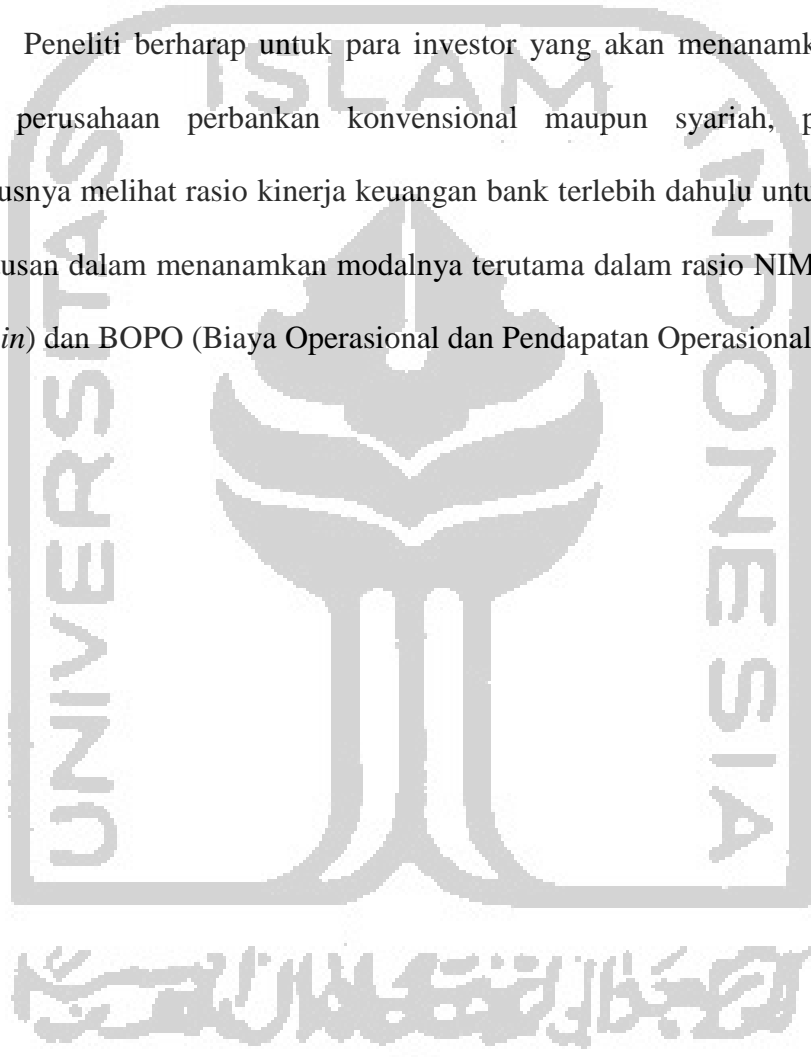 Peneliti berharap untuk para investor yang akan menanamk
perusahaan perbankan konvensional maupun syariah, p
usnya melihat rasio kinerja keuangan bank terlebih dahulu untu
usan dalam menanamkan modalnya terutama dalam rasio NIM
in) dan BOPO (Biaya Operasional dan Pendapatan Operasional
ISLAM
UNIVERSITAS
INDONESIA